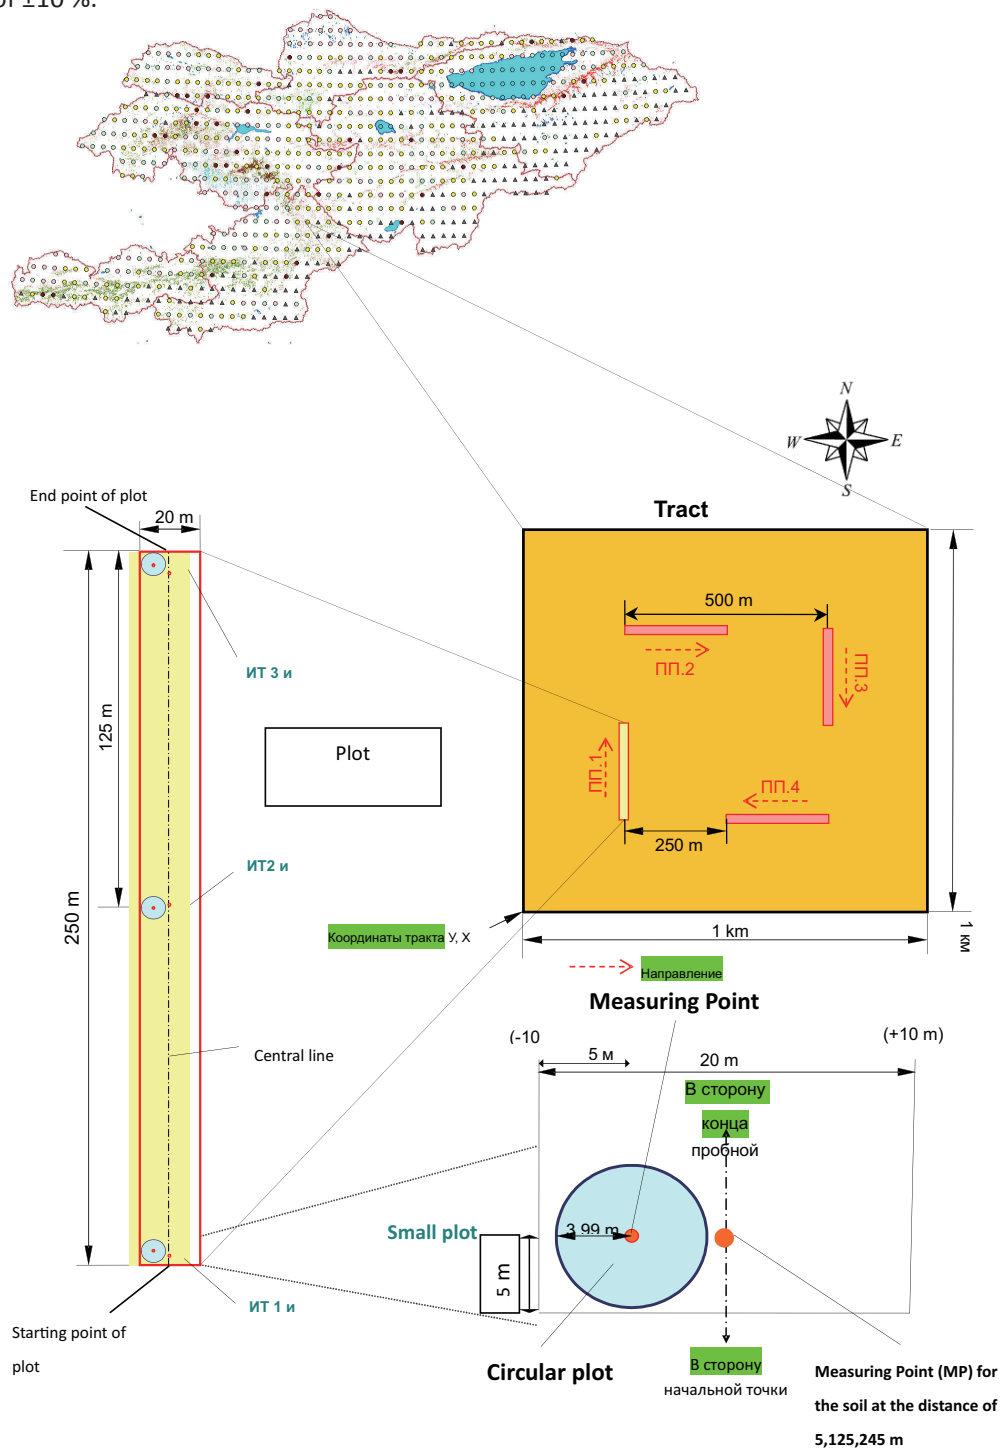 of ±10 %.
N
W
E
S
End point of plot
20 m
Tract
500 m
ПП.2
ПП.3
ИТ 3 и
125 m
Plot
ПП.1
ПП.4
250 m
ИТ2 и
250 m
Координаты тракта У, Х
1 km
1 км
Направление
Measuring Point
(-10
(+10 m)
5 м
20 m
Central line
В сторону
конца
пробной
Small plot
3,99 m
5 m
ИТ 1 и
Starting point of
plot
Circular plot
В сторону
начальной точки
Measuring Point (MP) for
the soil at the distance of
5,125,245 m